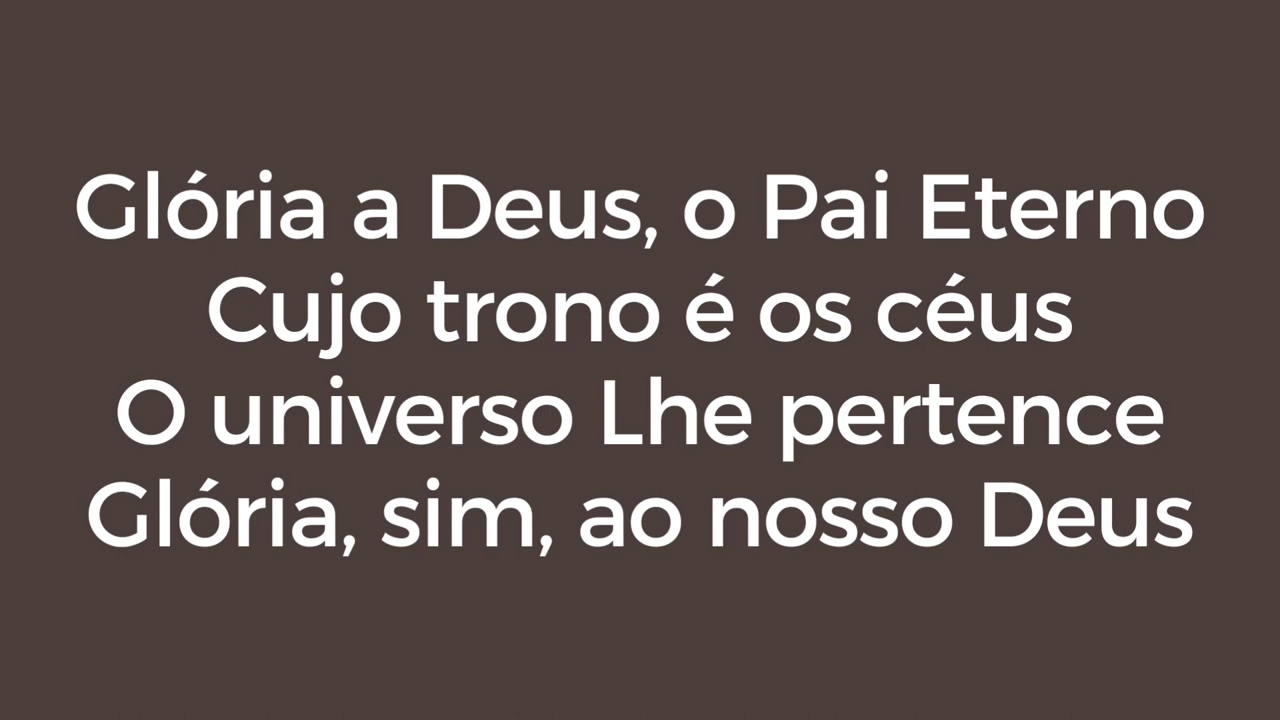 Glória a Deus, o Pai Eterno
Cujo trono é os céus
O universo Lhe pertence
Glória, sim, ao nosso Deus